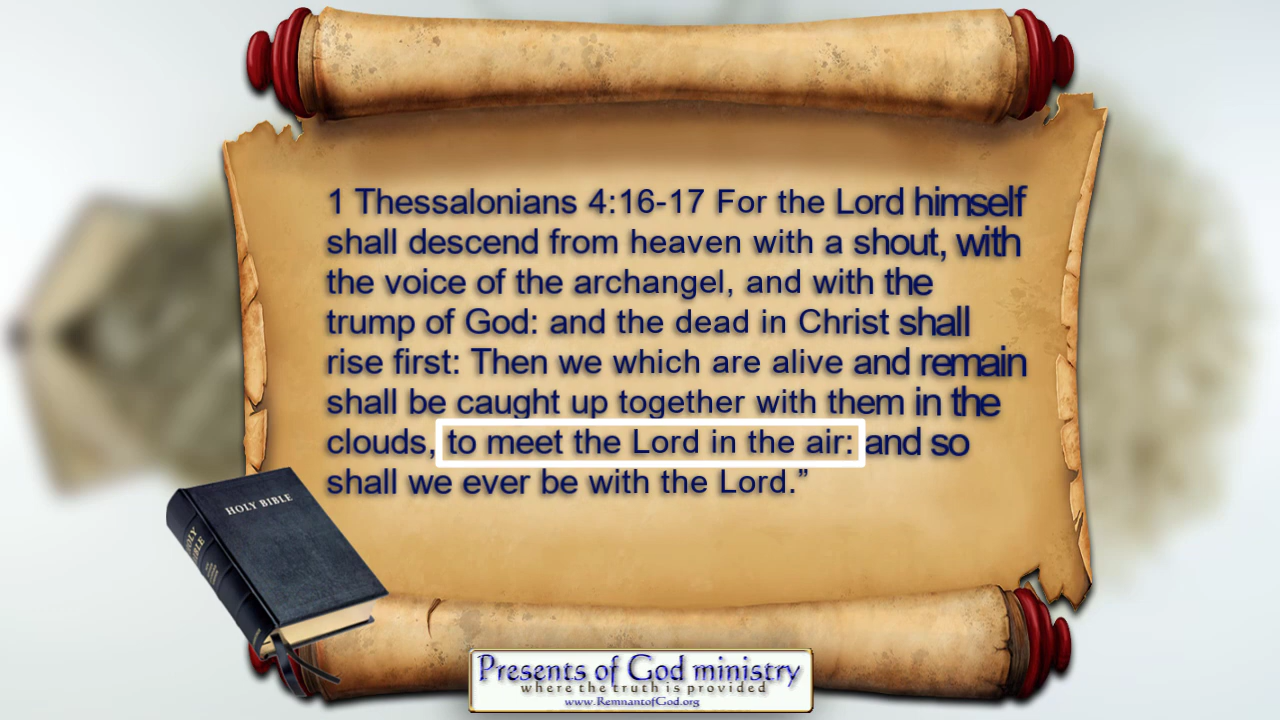 1 Thessalonians 4:16-17 For the Lord himself
shall descend from heaven with a shout, with
the voice of the archangel, and with the
trump of God: and the dead in Christ shall
rise first: Then we which are alive and remain
shall be caught up together with them in the
clouds, to meet the Lord in the air: and so
shall we ever be with the Lord.”
HOLY BIBLE
HOLY
BIBLE
Presents of God ministry
where the truth is provided
www.RemnantofGod.org